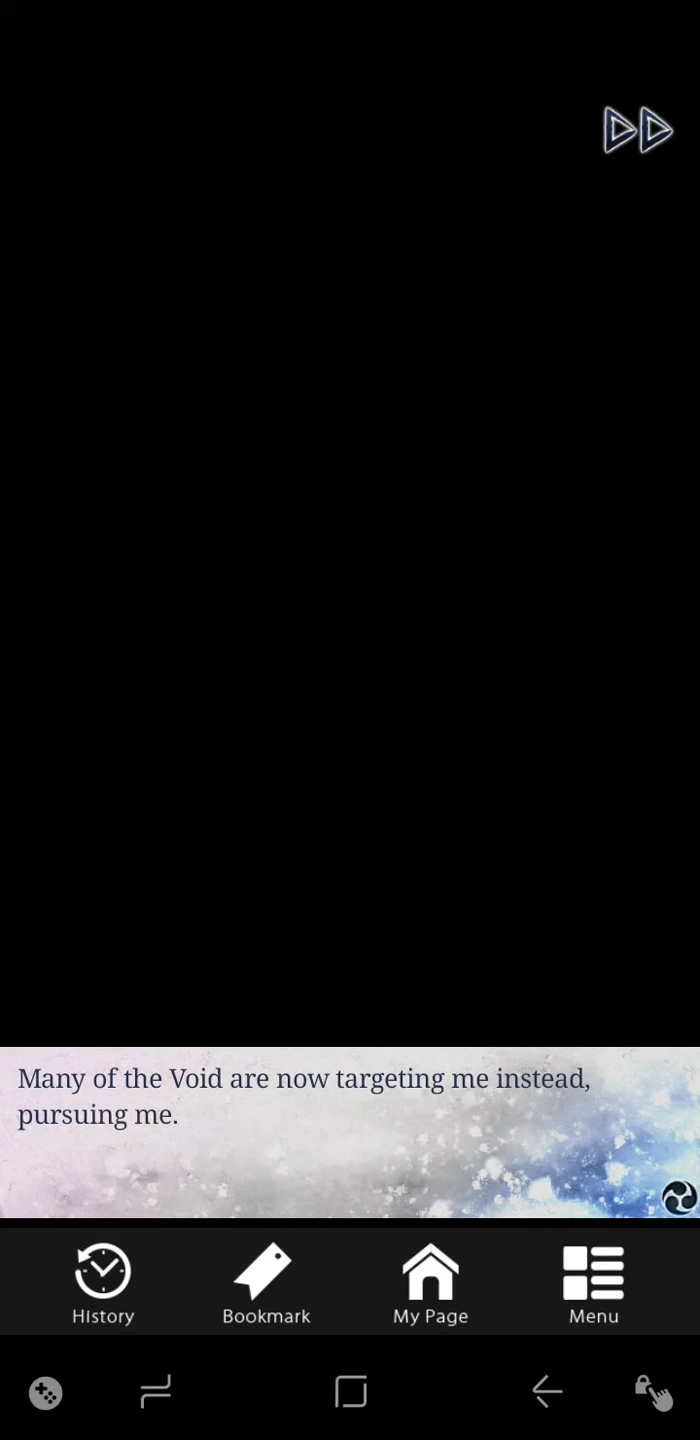 Many of the Void are now targeting me instead,
pursuing me.
History
Bookmark
My Page
Menu